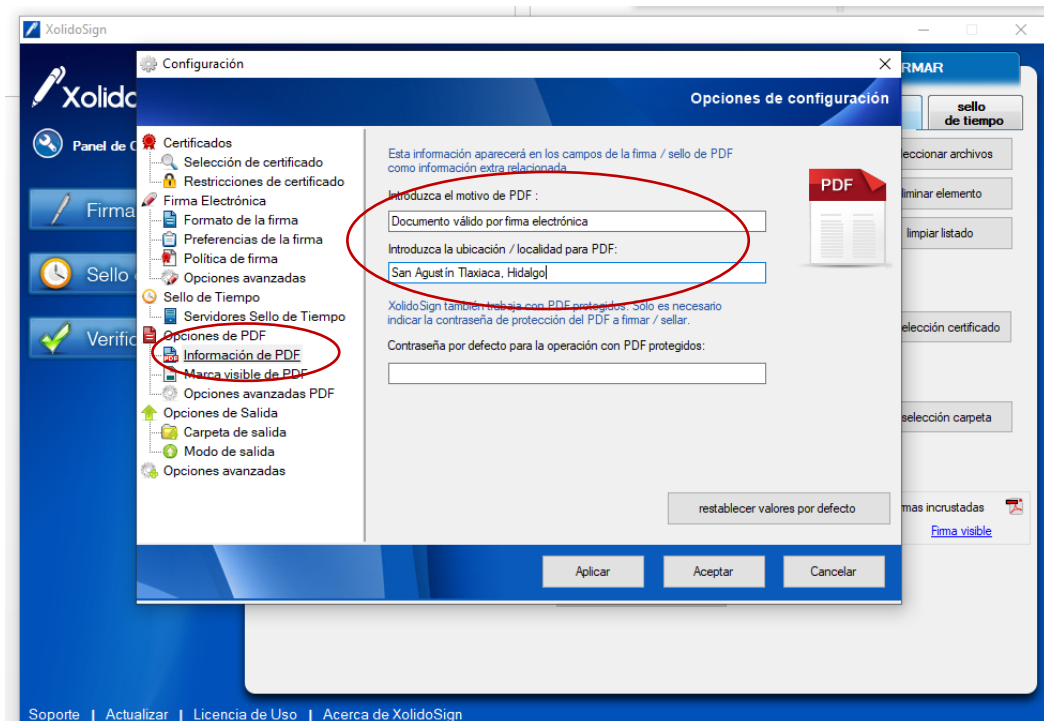 XolidoSign
Configuración
Opciones de configuración
Panel de
Firma
Sello
Soporte | Actualizar | Licencia de Uso | Acerca de XolidoSign
Certificados
Selección de certificado
Restricciones de certificado
Firma Electrónica
Formato de la firma
Preferencias de la firma
Política de firma
Opciones avanzadas
Sello de Tiempo
Servidores Sello de Tiempo
Opciones de PDF
Información de PDF
Marca visible de PDF
Opciones avanzadas PDF
Opciones de Salida
Carpeta de salida
Modo de salida
Opciones avanzadas
Esta información aparecerá en los campos de la firma / sello de PDF
como información extra relacionada
Introduzca el motivo de PDF :
Documento válido por firma electrónica
Introduzca la ubicación / localidad para PDF:
San Agustín Tlaxiaca, Hidalgo
XolidoSign también trabaja con PDF protegidos. Sólo es necesario
indicar la contraseña de protección del PDF a firmar / sellar.
Contraseña por defecto para la operación con PDF protegidos:
PDF
restablecer valores por defecto
Aplicar
Aceptar
Cancelar
sello
de tiempo
archivos
elemento
limpiar listado
certificado
selección carpeta
incrustadas
Firma visible